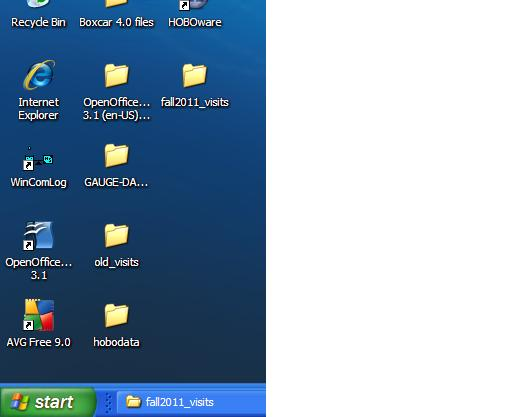 Recycle Bin
Boxcar 4.0 files
HOBOware
Internet
Explorer
OpenOffice...
3.1 (en-US)...
fall2011_visits
WinComLog
GAUGE-DA...
OpenOffice...
3.1
old_visits
AVG Free 9.0
hobodata
start
fall2011_visits